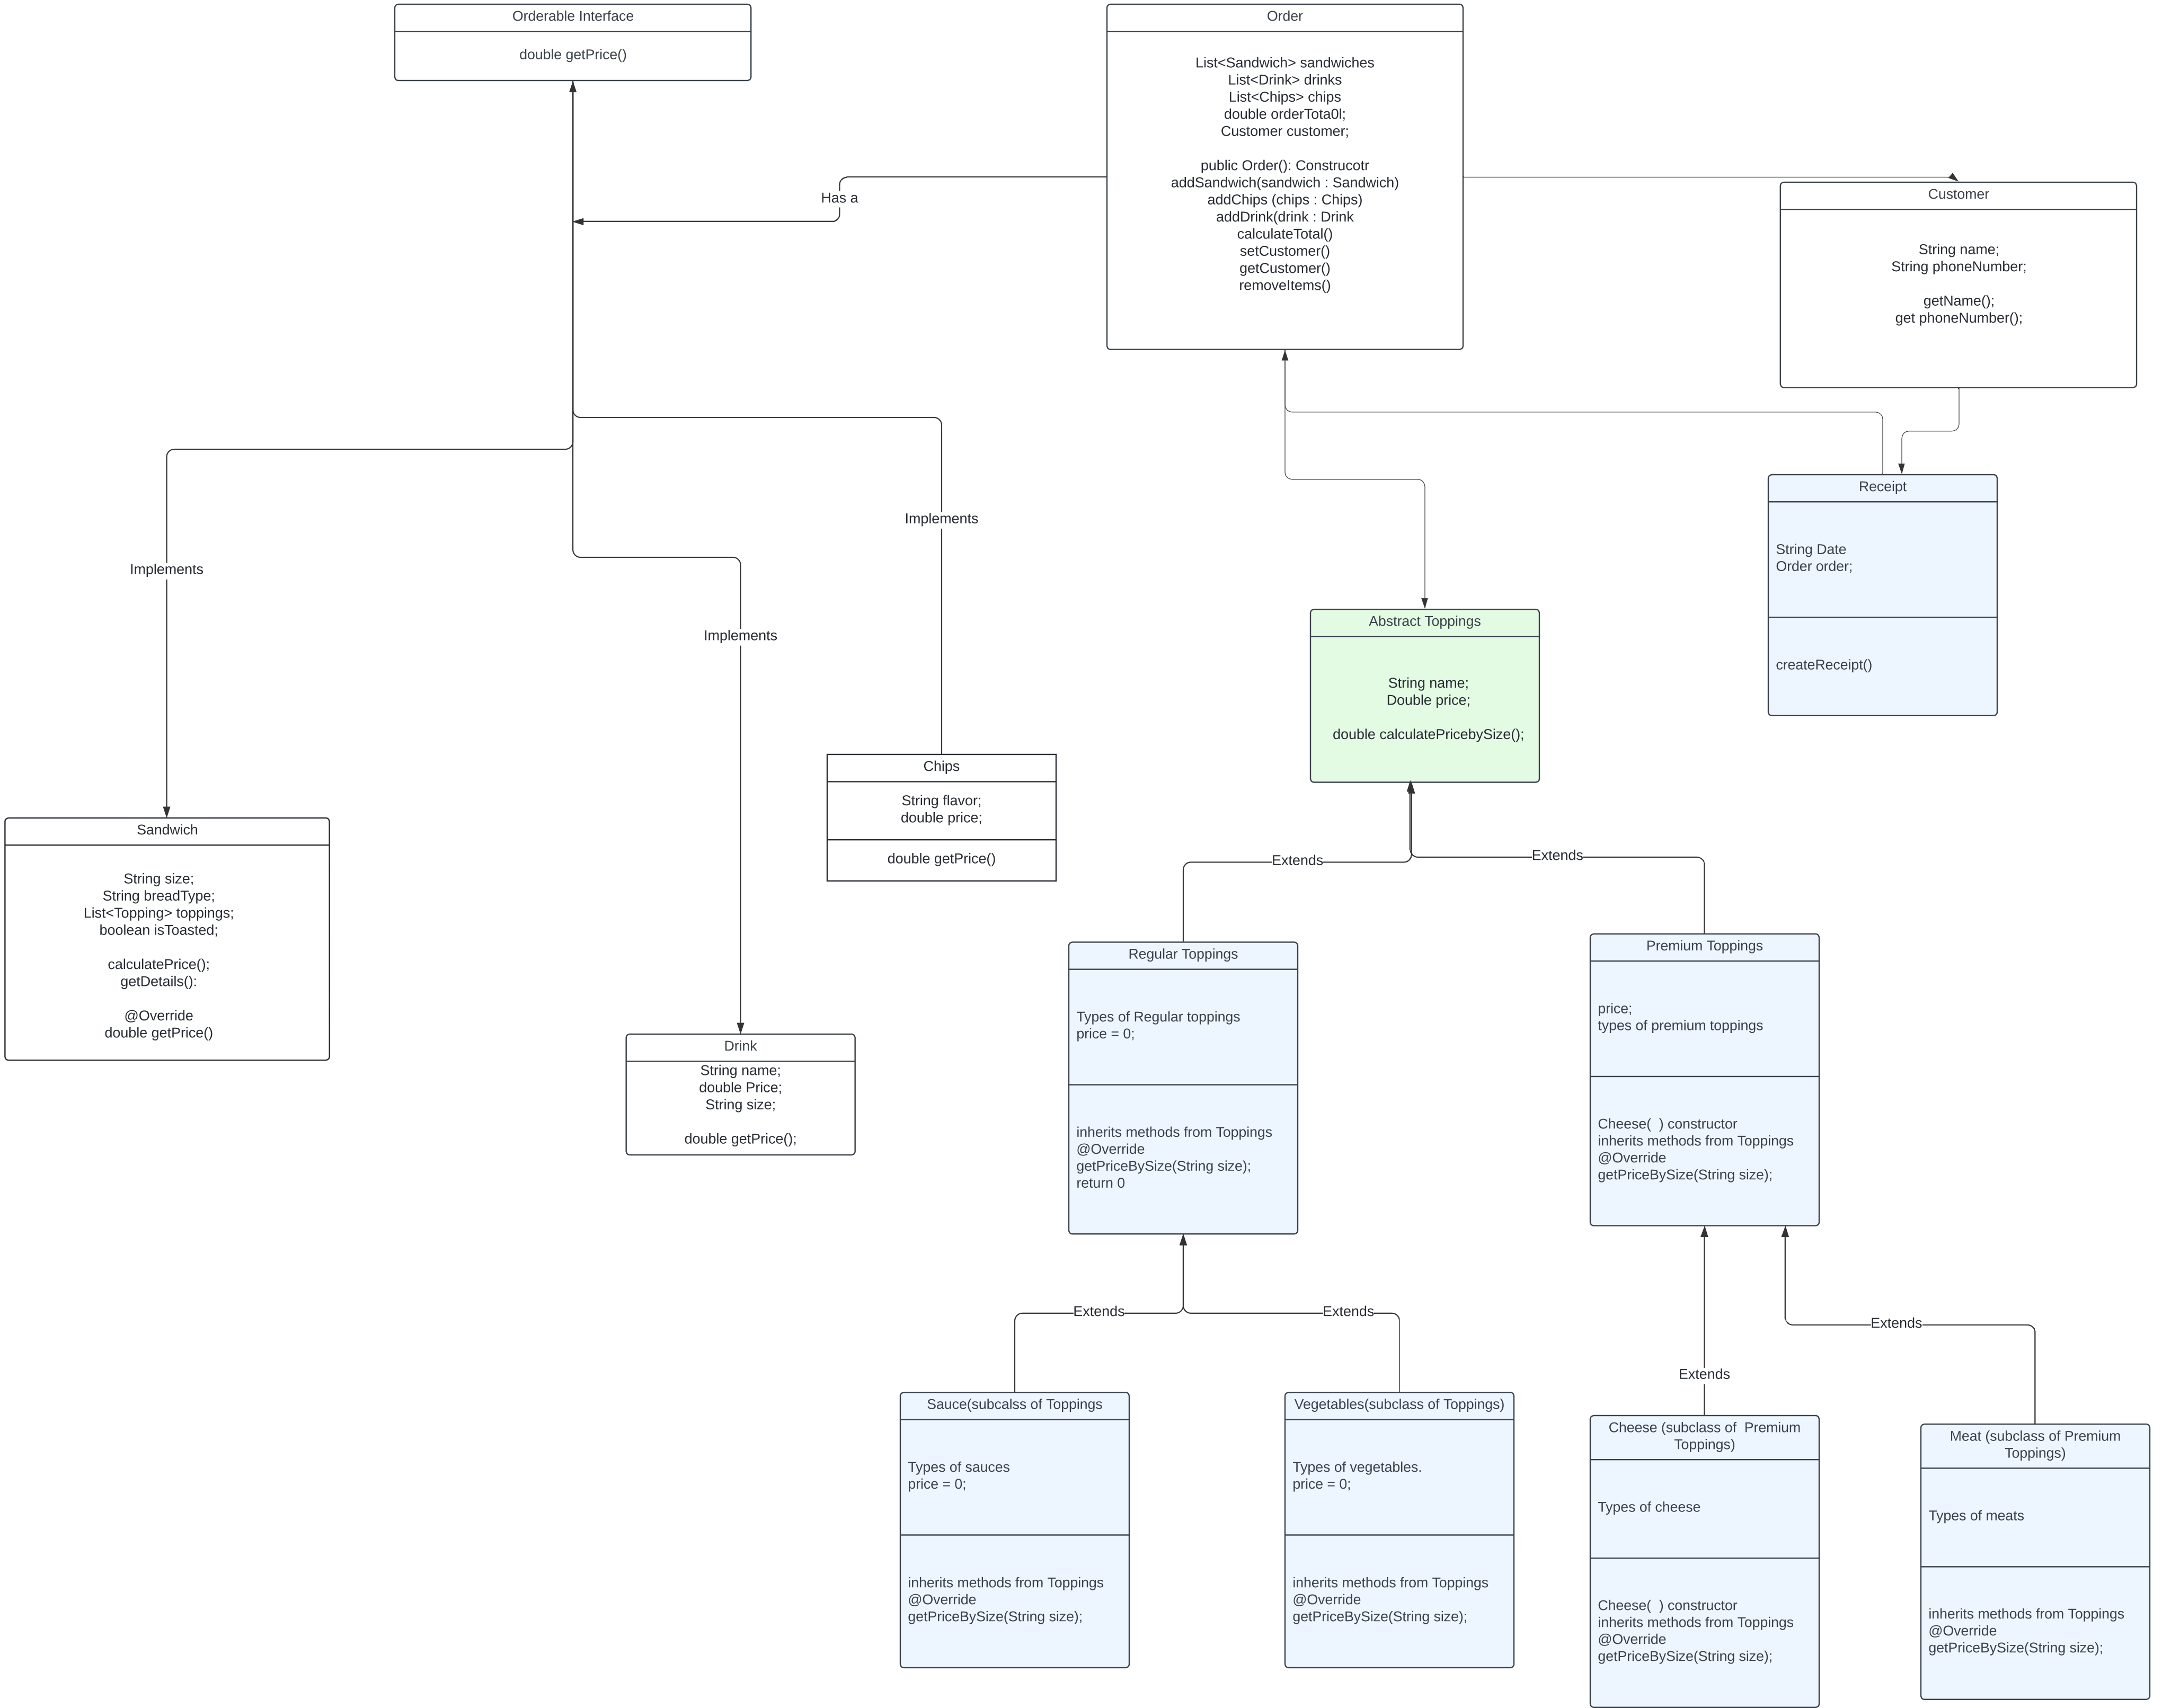 Orderable Interface
double getPrice()
Order
List<Sandwich> sandwiches
List<Drink> drinks
List<Chips> chips
double orderTota0l;
Customer customer;
public Order(): Construcotr
addSandwich(sandwich : Sandwich)
addChips (chips : Chips)
addDrink(drink : Drink
calculateTotal()
setCustomer()
getCustomer()
removeItems()
Has a
Customer
String name;
String phoneNumber;
getName();
get phoneNumber();
Receipt
String Date
Order order;
createReceipt()
Implements
Implements
Implements
Abstract Toppings
String name;
Double price;
double calculatePricebySize();
Chips
String flavor;
double price;
double getPrice()
Sandwich
String size;
String breadType;
List<Topping> toppings;
boolean isToasted;
calculatePrice();
getDetails():
@Override
double getPrice()
Drink
String name;
double Price;
String size;
double getPrice();
Extends
Extends
Regular Toppings
Types of Regular toppings
price = 0;
inherits methods from Toppings
@Override
getPriceBySize(String size);
return 0
Premium Toppings
price;
types of premium toppings
Cheese(  ) constructor
inherits methods from Toppings
@Override
getPriceBySize(String size);
Extends
Extends
Extends
Extends
Sauce(subcalss of Toppings
Types of sauces
price = 0;
inherits methods from Toppings
@Override
getPriceBySize(String size);
Vegetables(subclass of Toppings)
Types of vegetables.
price = 0;
inherits methods from Toppings
@Override
getPriceBySize(String size);
Cheese (subclass of  Premium
Toppings)
Types of cheese
Cheese(  ) constructor
inherits methods from Toppings
@Override
getPriceBySize(String size);
Meat (subclass of Premium
Toppings)
Types of meats
inherits methods from Toppings
@Override
getPriceBySize(String size);